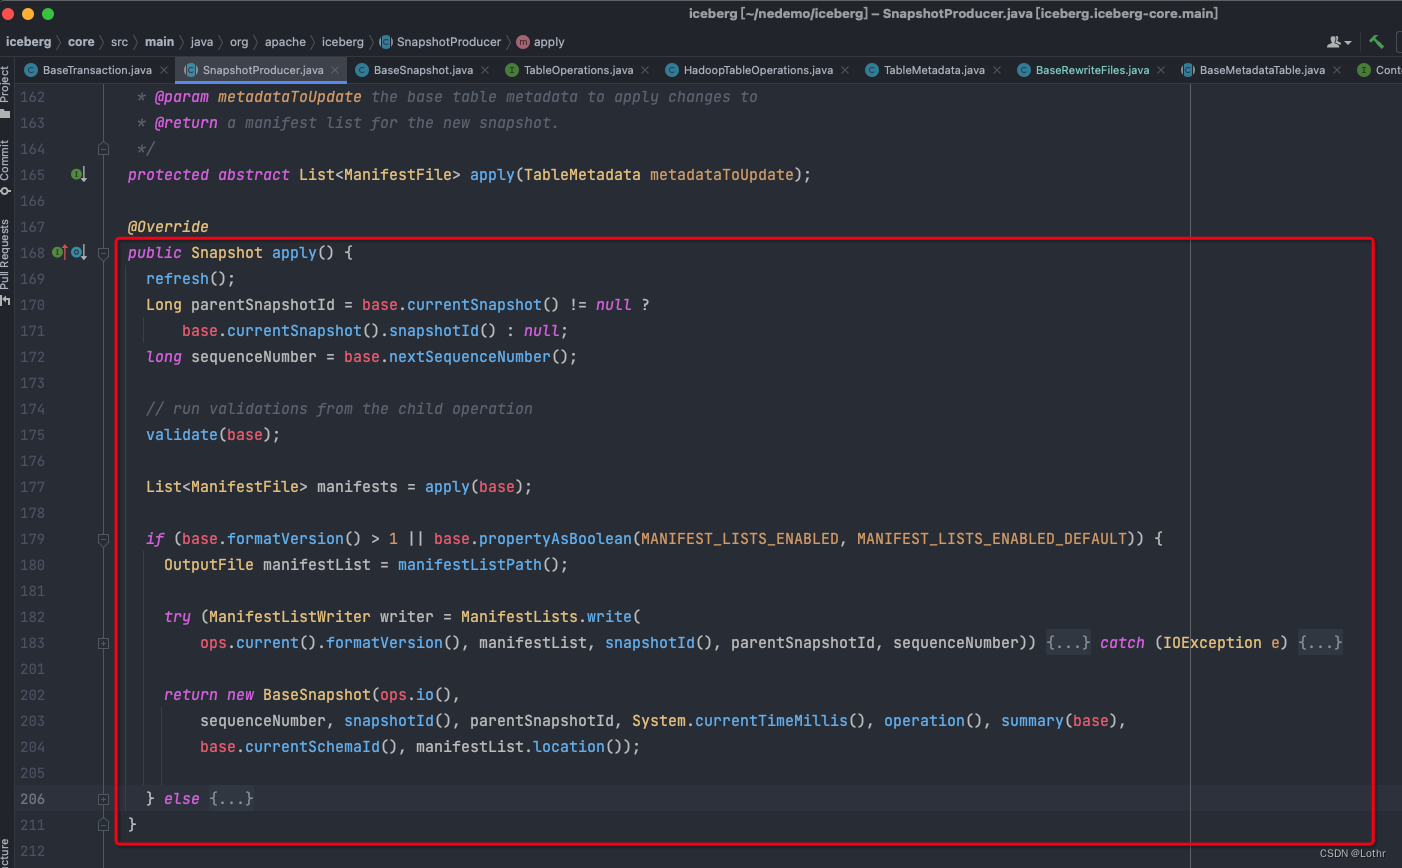 iceberg [~/nedemo/iceberg] – SnapshotProducer.java [iceberg.iceberg-core.main]
iceberg core src main java org apache iceberg SnapshotProducer apply
BaseTransaction.java SnapshotProducer.java BaseSnapshot.java TableOperations.java HadoopTableOperations.java TableMetadata.java BaseRewriteFiles.java BaseMetadataTable.java Cont
Project
Commit
Pull Requests
cture
162 * @param metadataToUpdate the base table metadata to apply changes to
163 * @return a manifest list for the new snapshot.
164 */
165 protected abstract List<ManifestFile> apply(TableMetadata metadataToUpdate);
166
167 @Override
168 public Snapshot apply() {
169 refresh();
170 Long parentSnapshotId = base.currentSnapshot() != null ?
171 base.currentSnapshot().snapshotId() : null;
172 long sequenceNumber = base.nextSequenceNumber();
173
174 // run validations from the child operation
175 validate(base);
176
177 List<ManifestFile> manifests = apply(base);
178
179 if (base.formatVersion() > 1 || base.propertyAsBoolean(MANIFEST_LISTS_ENABLED, MANIFEST_LISTS_ENABLED_DEFAULT)) {
180 OutputFile manifestList = manifestListPath();
181
182 try (ManifestListWriter writer = ManifestLists.write(
183 ops.current().formatVersion(), manifestList, snapshotId(), parentSnapshotId, sequenceNumber)) {...} catch (IOException e) {...}
201
202 return new BaseSnapshot(ops.io(),
203 sequenceNumber, snapshotId(), parentSnapshotId, System.currentTimeMillis(), operation(), summary(base),
204 base.currentSchemaId(), manifestList.location());
205
206 } else {...}
211 }
212
CSDN @Lothr